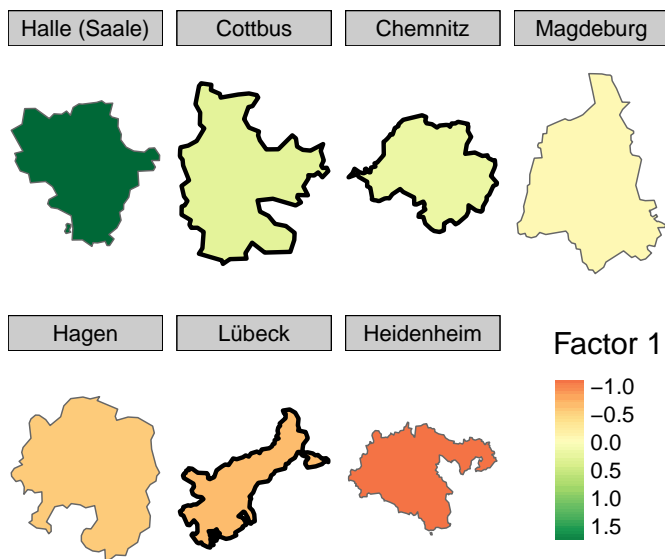 Halle (Saale) Cottbus Chemnitz Magdeburg
Hagen Lübeck Heidenheim
Factor 1
−1.0
−0.5
0.0
0.5
1.0
1.5